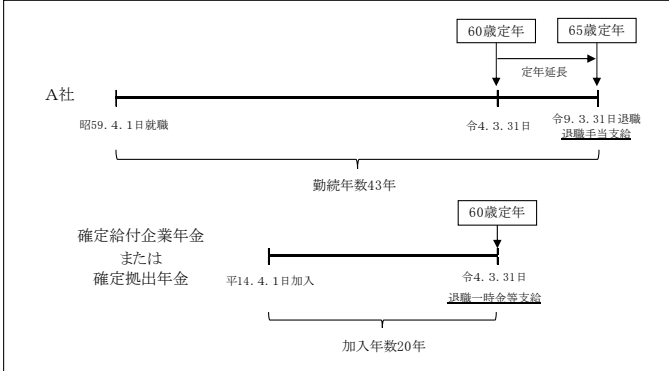 60歳定年
65歳定年
定年延長
A社
昭59.4.1日就職
令4.3.31日
令9.3.31日退職
退職手当支給
勤続年数43年
60歳定年
確定給付企業年金
または
確定拠出年金
平14.4.1日加入
令4.3.31日
退職一時金等支給
加入年数20年